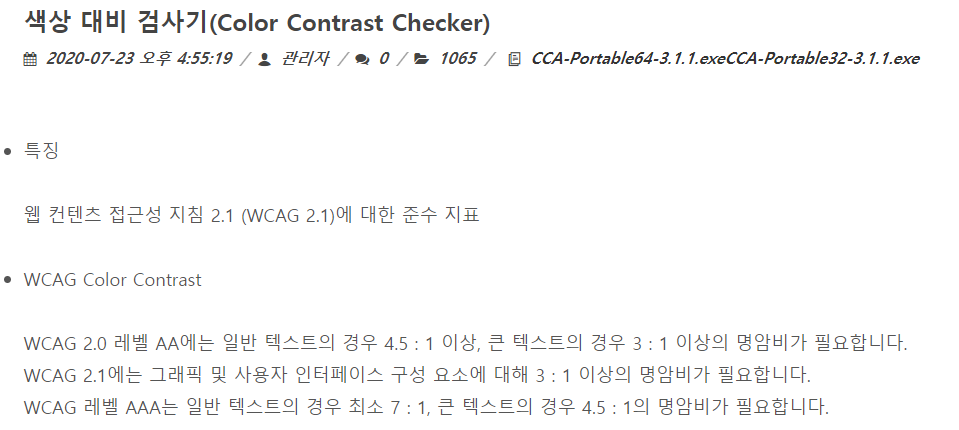 색상 대비 검사기(Color Contrast Checker)
2020-07-23 오후 4:55:19 / 관리자 / 0 / 1065 / CCA-Portable64-3.1.1.exeCCA-Portable32-3.1.1.exe
특징
웹 컨텐츠 접근성 지침 2.1 (WCAG 2.1)에 대한 준수 지표
WCAG Color Contrast
WCAG 2.0 레벨 AA에는 일반 텍스트의 경우 4.5 : 1 이상, 큰 텍스트의 경우 3 : 1 이상의 명암비가 필요합니다.
WCAG 2.1에는 그래픽 및 사용자 인터페이스 구성 요소에 대해 3 : 1 이상의 명암비가 필요합니다.
WCAG 레벨 AAA는 일반 텍스트의 경우 최소 7 : 1, 큰 텍스트의 경우 4.5 : 1의 명암비가 필요합니다.